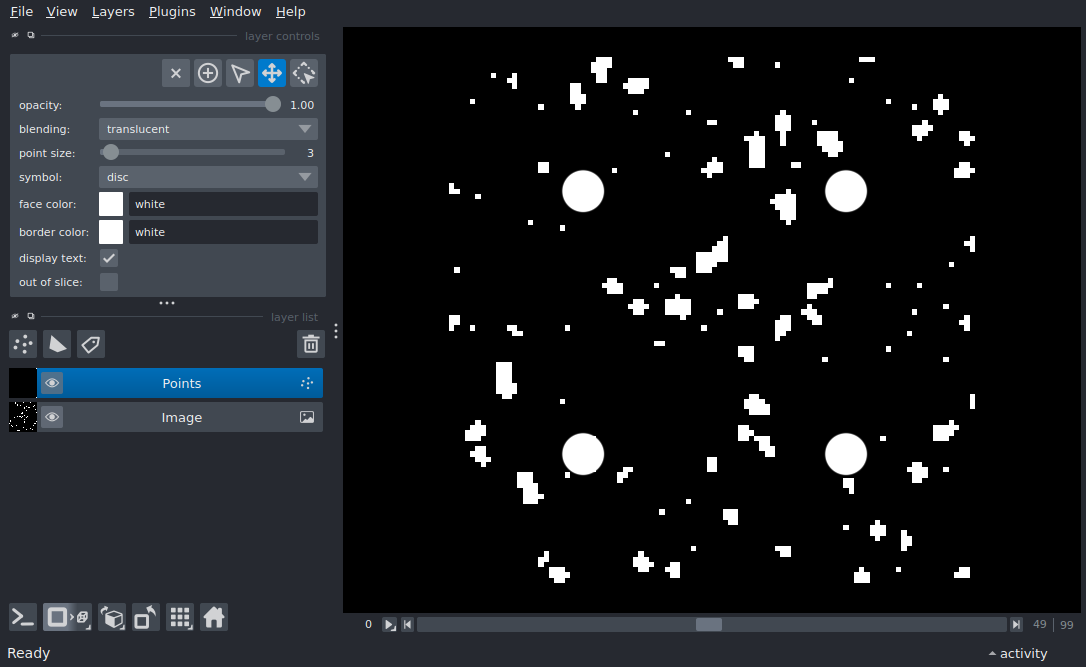 File View Layers Plugins Window Help
layer controls
opacity: 1.00
blending: translucent
point size: 3
symbol: disc
face color: white
border color: white
display text:
out of slice:
layer list
Points
Image
0 49 | 99
Ready activity